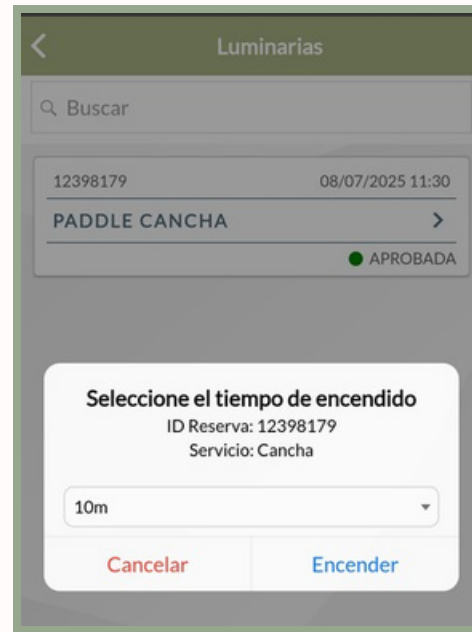 Luminarias
Buscar
12398179 08/07/2025 11:30
PADDLE CANCHA
APROBADA
Seleccione el tiempo de encendido
ID Reserva: 12398179
Servicio: Cancha
10m
Cancelar Encender